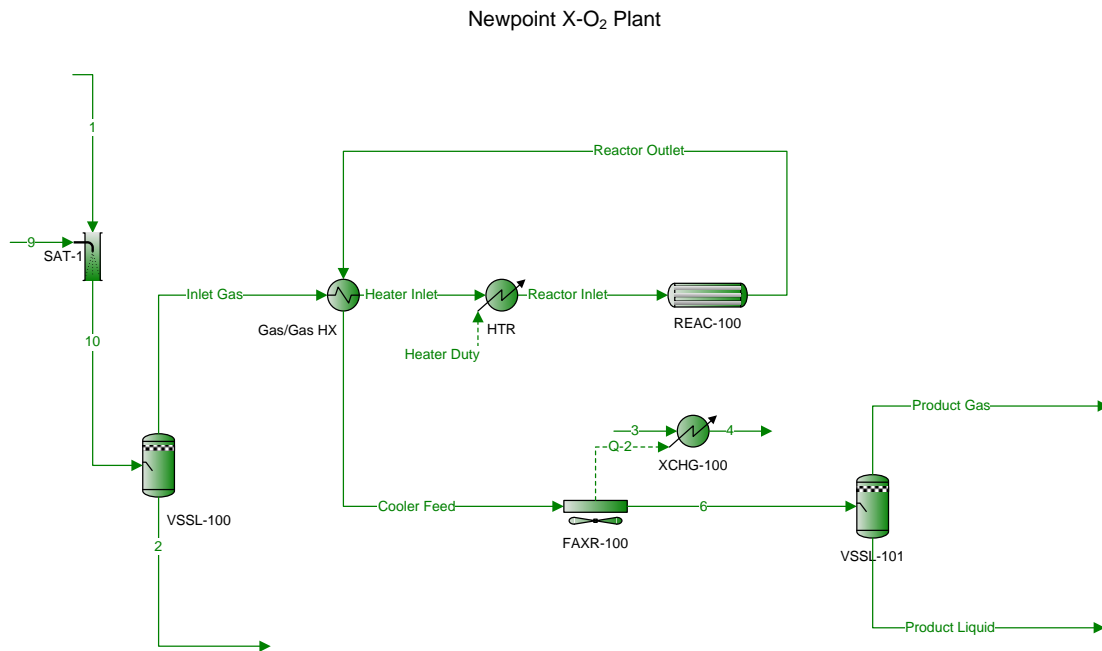 Newpoint X-O₂ Plant
1
Reactor Outlet
9
SAT-1
Inlet Gas
Heater Inlet
Reactor Inlet
Gas/Gas HX
HTR
REAC-100
10
Heater Duty
Product Gas
3
4
Q-2
XCHG-100
Cooler Feed
6
VSSL-100
FAXR-100
2
VSSL-101
Product Liquid